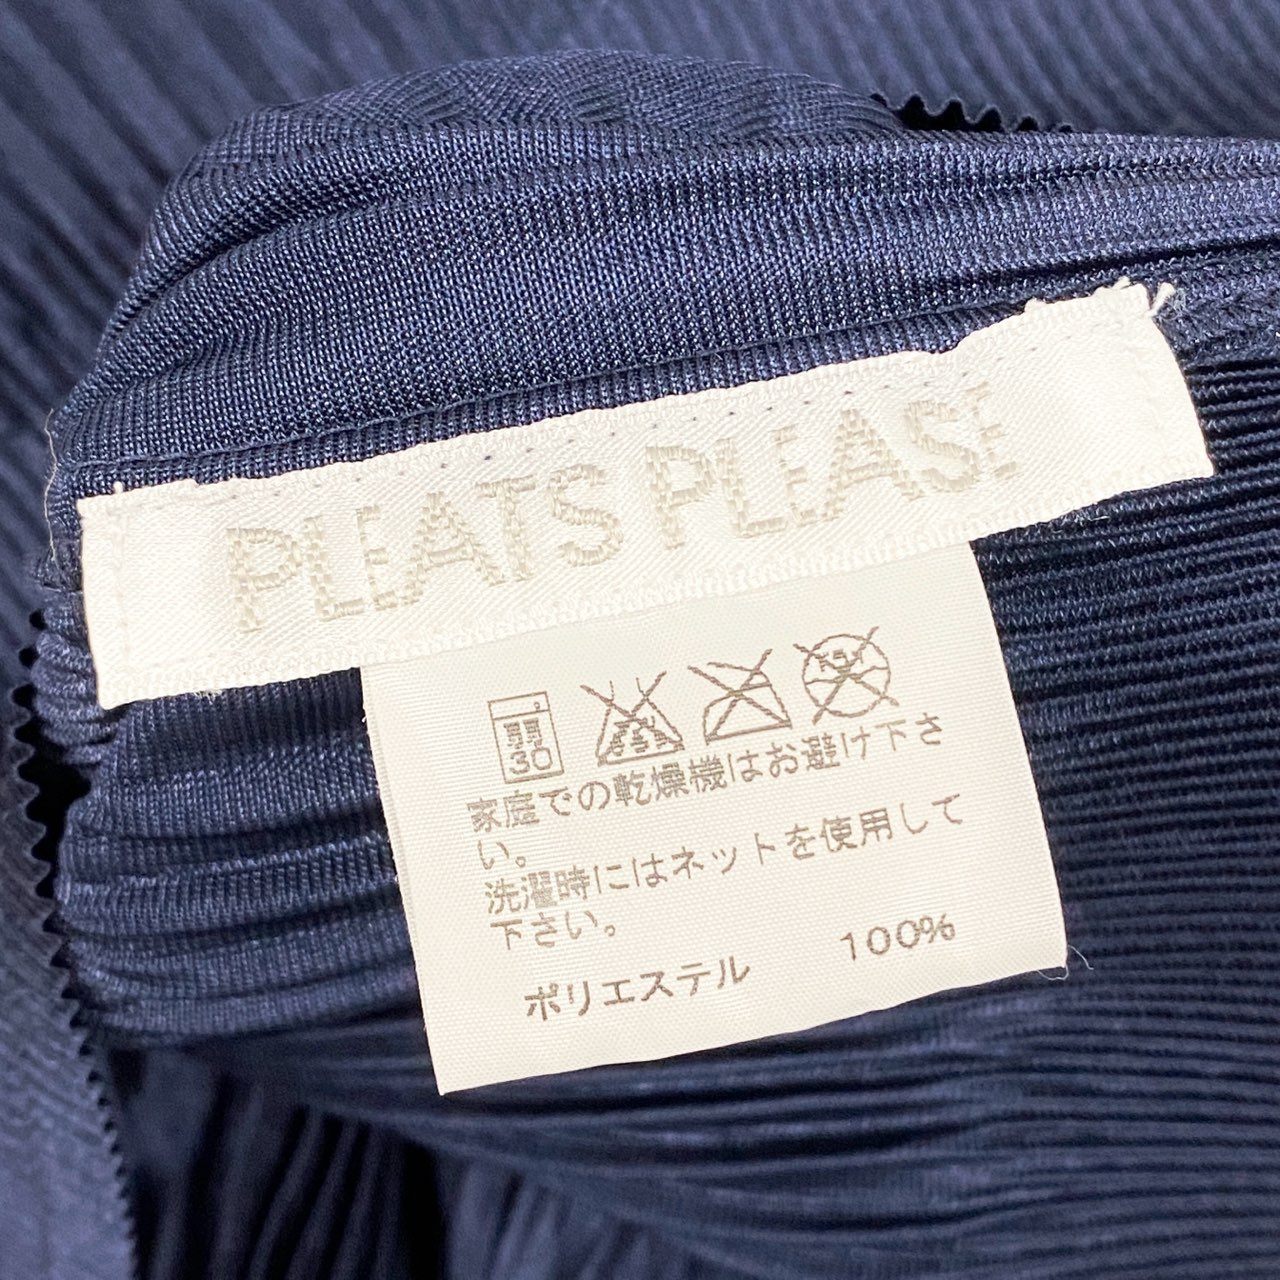 PLEATS PLEASE
30
家庭での乾燥機はお避け下さ
い。
洗濯時にはネットを使用して
下さい。
ポリエステル 100%